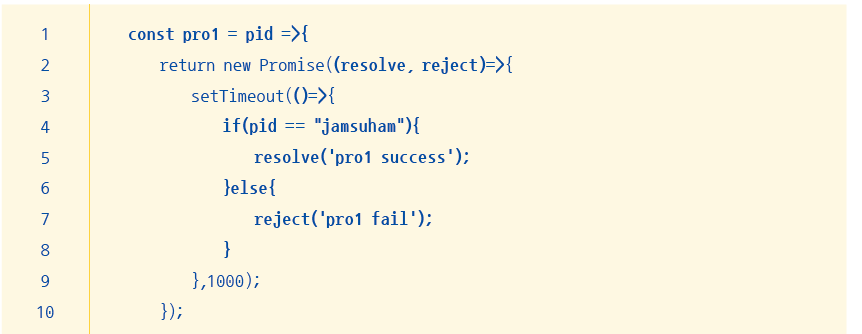 1 const pro1 = pid =>{
2 return new Promise((resolve, reject)=>{
3 setTimeout(()=>{
4 if(pid == "jamsuham"){
5 resolve('pro1 success');
6 }else{
7 reject('pro1 fail');
8 }
9 },1000);
10 });